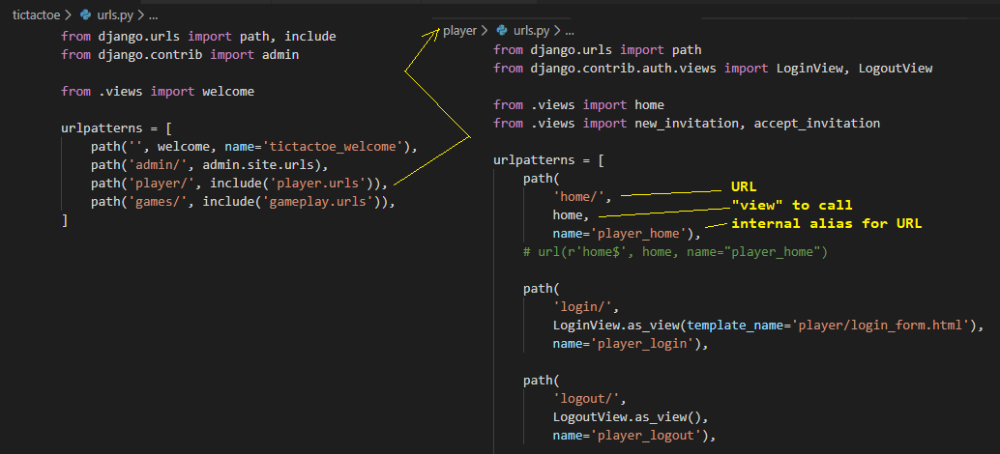 tictactoe > urls.py > ...
from django.urls import path, include
from django.contrib import admin
from .views import welcome
urlpatterns = [
path('', welcome, name='tictactoe_welcome'),
path('admin/', admin.site.urls),
path('player/', include('player.urls')),
path('games/', include('gameplay.urls')),
]
player > urls.py > ...
from django.urls import path
from django.contrib.auth.views import LoginView, LogoutView
from .views import home
from .views import new_invitation, accept_invitation
urlpatterns = [
path(
'home/', URL
home, "view" to call
name='player_home'), internal alias for URL
# url(r'home$', home, name="player_home")
path(
'login/',
LoginView.as_view(template_name='player/login_form.html'),
name='player_login'),
path(
'logout/',
LogoutView.as_view(),
name='player_logout'),